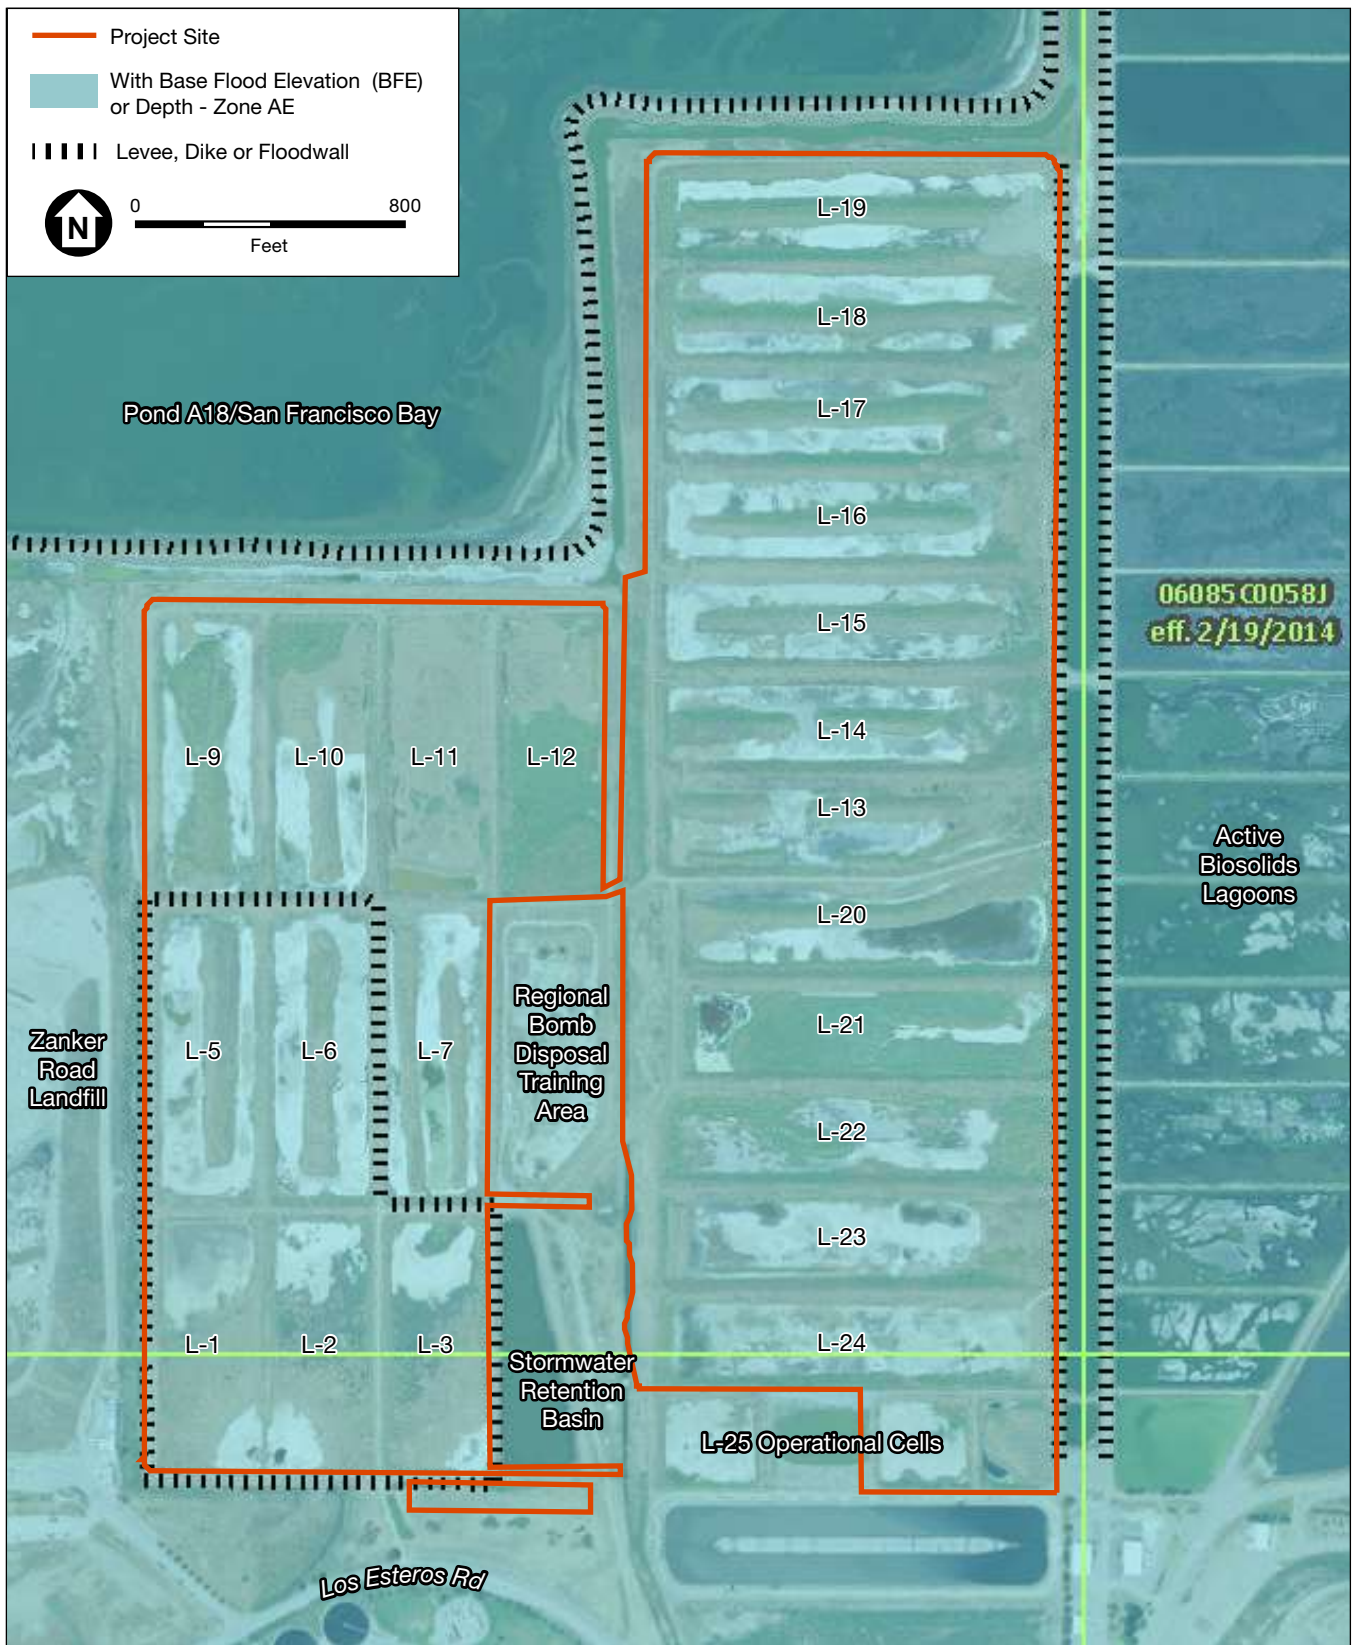 Project Site
With Base Flood Elevation (BFE)
or Depth - Zone AE
Levee, Dike or Floodwall
N
0 800
Feet
L-19
L-18
Pond A18/San Francisco Bay
L-17
L-16
06085C0058J
eff. 2/19/2014
L-15
L-14
L-9 L-10 L-11 L-12
L-13
Active
Biosolids
Lagoons
L-20
Regional
Bomb
Disposal
Training
Area
L-21
Zanker
Road
Landfill
L-5 L-6 L-7
L-22
L-23
L-1 L-2 L-3
L-24
Stormwater
Retention
Basin
L-25 Operational Cells
Los Esteros Rd